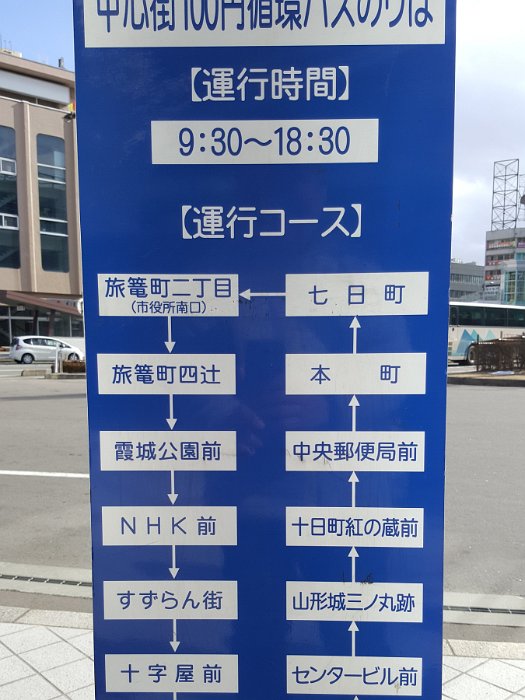 中心街100円循環バスのりば
【運行時間】
9:30〜18:30
【運行コース】
旅篭町二丁目
(市役所南口)
七日町
旅篭町四辻
本町
霞城公園前
中央郵便局前
NHK前
十日町紅の蔵前
すずらん街
山形城三ノ丸跡
十字屋前
センタービル前